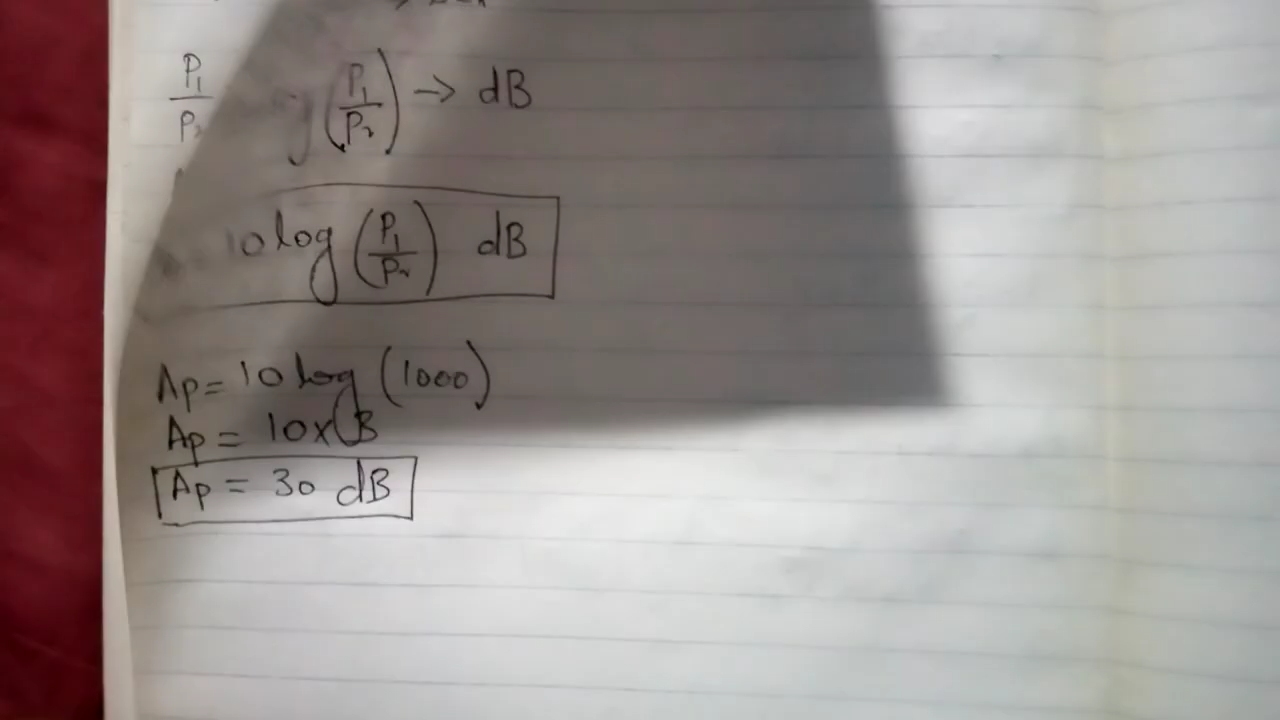 P₁/P₂ log (P₁/P₂) → dB
= 10 log (P₁/P₂) dB
Ap = 10 log (1000)
Ap = 10x(3
Ap = 30 dB